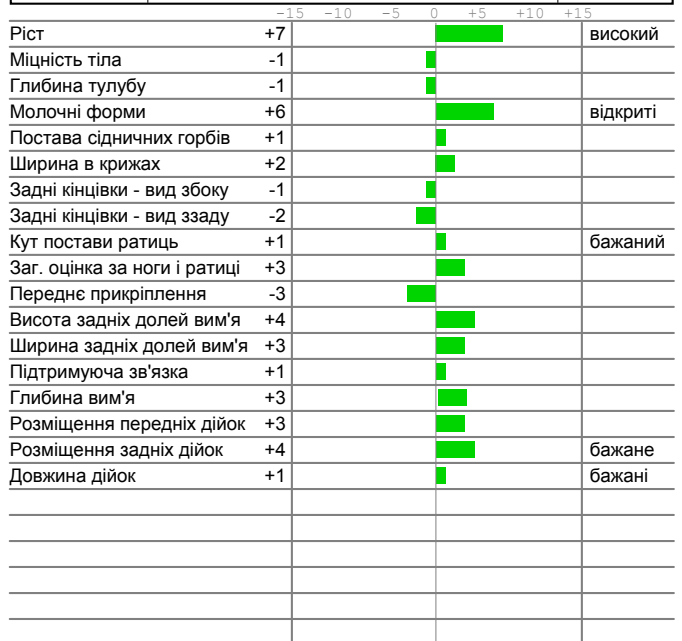 -15 -10 -5 0 +5 +10 +15
Ріст +7 високий
Міцність тіла -1
Глибина тулубу -1
Молочні форми +6 відкриті
Постава сідничних горбів +1
Ширина в крижах +2
Задні кінцівки - вид збоку -1
Задні кінцівки - вид ззаду -2
Кут постави ратиць +1 бажаний
Заг. оцінка за ноги і ратиці +3
Переднє прикріплення -3
Висота задніх долей вим'я +4
Ширина задніх долей вим'я +3
Підтримуюча зв'язка +1
Глибина вим'я +3
Розміщення передніх дійок +3
Розміщення задніх дійок +4 бажане
Довжина дійок +1 бажані